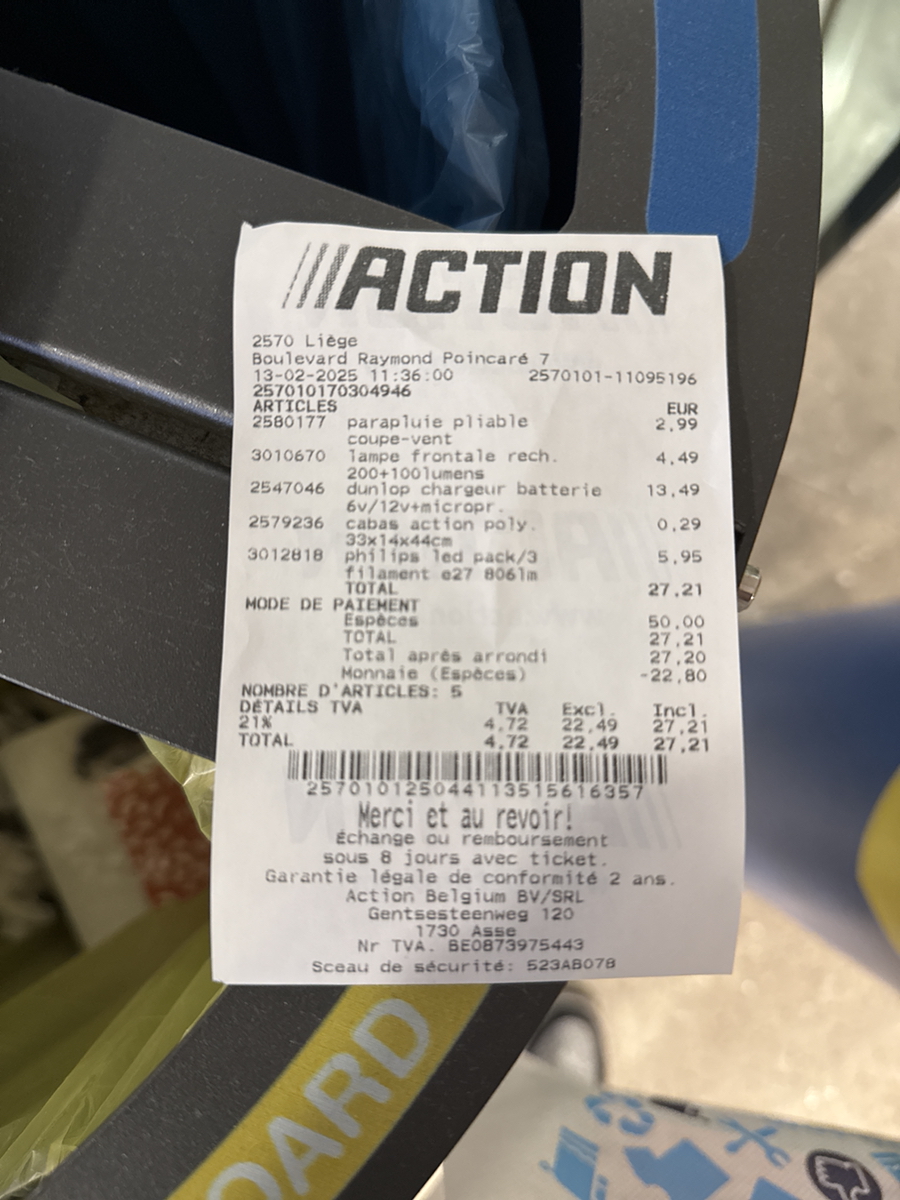 ///ACTION
2570 Liège
Boulevard Raymond Poincaré 7
13-02-2025 11:36:00 2570101-11095196
257010170304946
ARTICLES EUR
2580177 parapluie pliable 2,99
coupe-vent
3010670 lampe frontale rech. 4,49
200+100lumens
2547046 dunlop chargeur batterie 13,49
6v/12v+micropr.
2579236 cabas action poly. 0,29
33x14x44cm
3012818 philips led pack/3 5,95
filament e27 806lm
TOTAL 27,21
MODE DE PAIEMENT
Espèces 50,00
TOTAL 27,21
Total après arrondi 27,20
Monnaie (Espèces) -22,80
NOMBRE D'ARTICLES: 5
DÉTAILS TVA TVA Excl. Incl.
21% 4,72 22,49 27,21
TOTAL 4,72 22,49 27,21
257010125044113515616357
Merci et au revoir!
Échange ou remboursement
sous 8 jours avec ticket.
Garantie légale de conformité 2 ans.
Action Belgium BV/SRL
Gentsesteenweg 120
1730 Asse
Nr TVA. BE0873975443
Sceau de sécurité: 523AB078
OARD